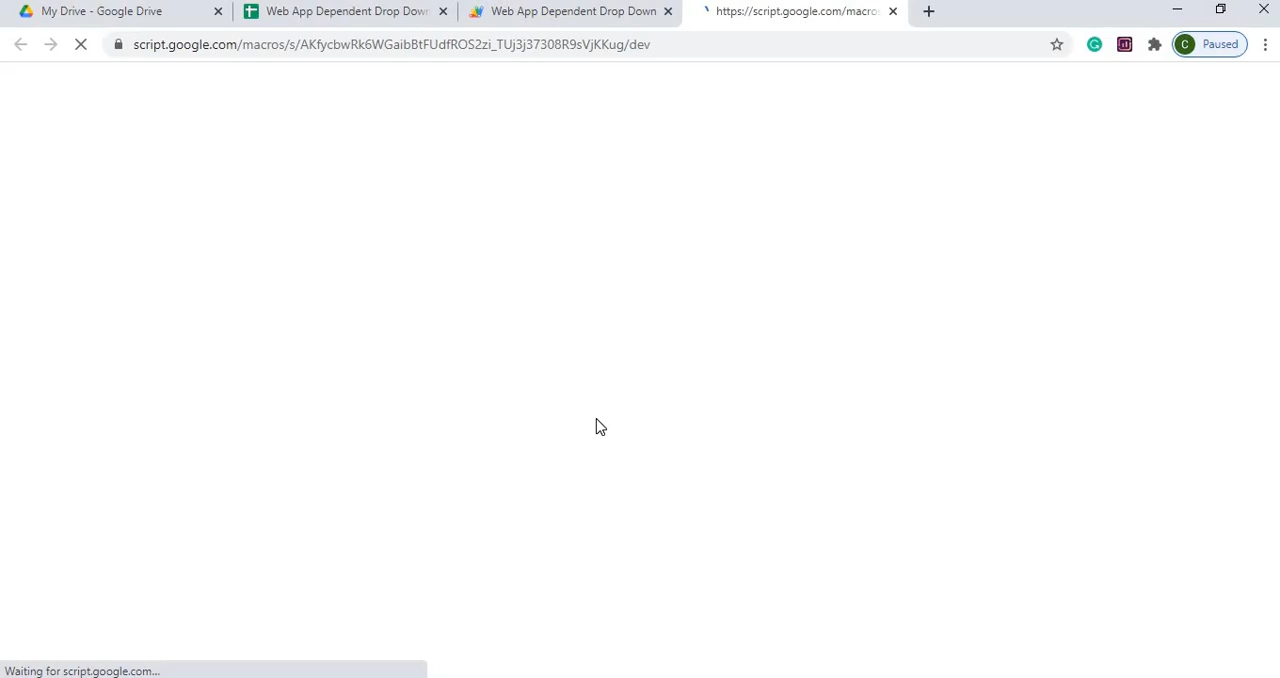 My Drive - Google Drive
Web App Dependent Drop Down
Web App Dependent Drop Down
https://script.google.com/macro
script.google.com/macros/s/AKfycbwRk6WGaibBtFUdfROS2zi_TUj3j37308R9sVjKKug/dev
C Paused
Waiting for script.google.com...